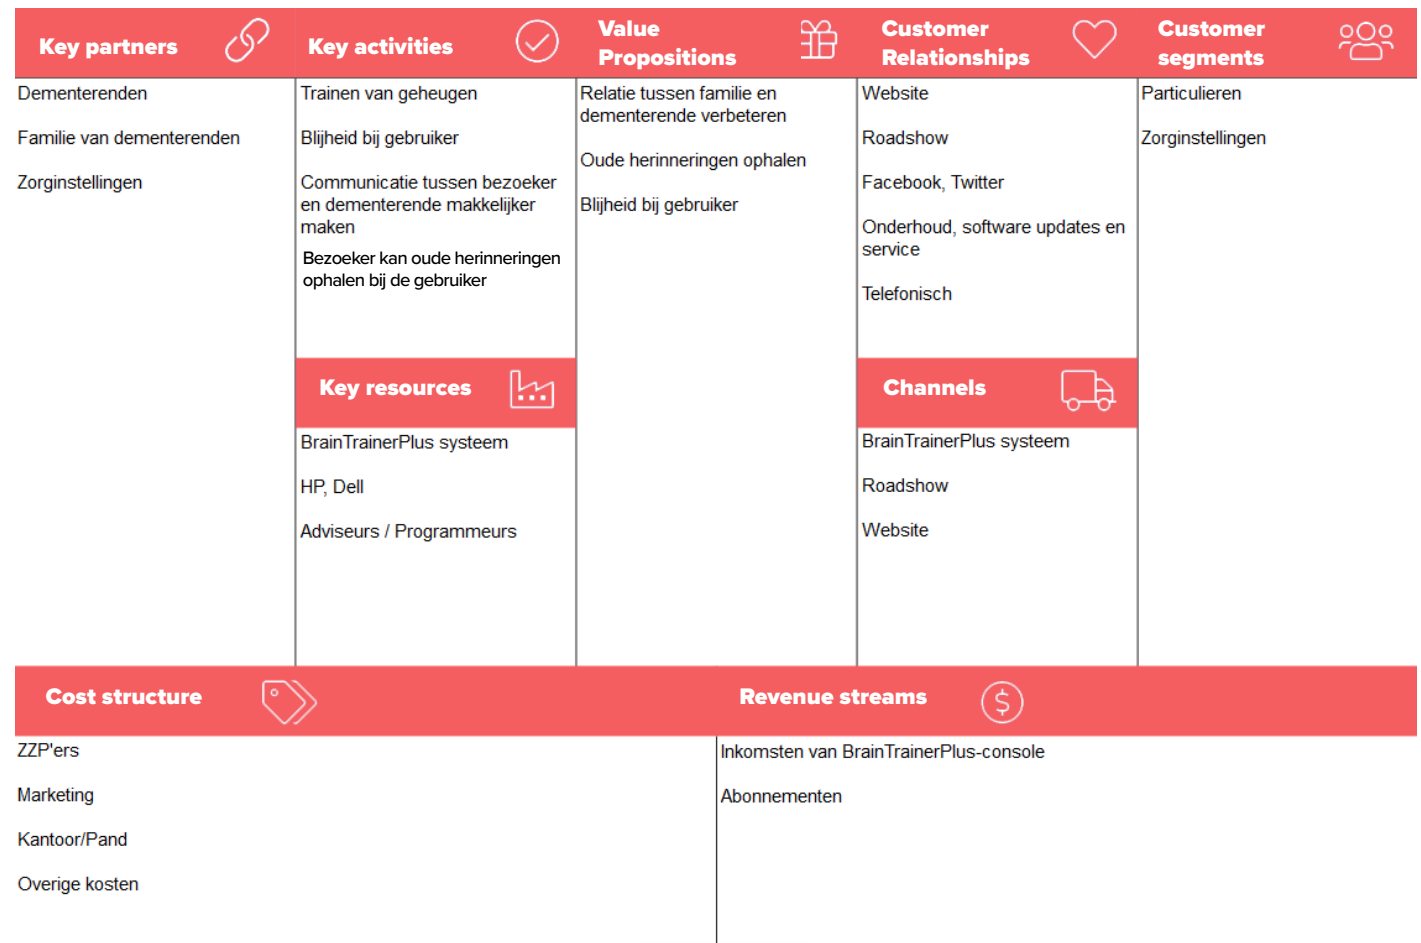 Key partners
Dementerenden
Familie van dementerenden
Zorginstellingen
Key activities
Trainen van geheugen
Blijheid bij gebruiker
Communicatie tussen bezoeker
en dementerende makkelijker
maken
Bezoeker kan oude herinneringen
ophalen bij de gebruiker
Key resources
BrainTrainerPlus systeem
HP, Dell
Adviseurs / Programmeurs
Value
Propositions
Relatie tussen familie en
dementerende verbeteren
Oude herinneringen ophalen
Blijheid bij gebruiker
Customer
Relationships
Website
Roadshow
Facebook, Twitter
Onderhoud, software updates en
service
Telefonisch
Channels
BrainTrainerPlus systeem
Roadshow
Website
Customer
segments
Particulieren
Zorginstellingen
Cost structure
ZZP'ers
Marketing
Kantoor/Pand
Overige kosten
Revenue streams
Inkomsten van BrainTrainerPlus-console
Abonnementen